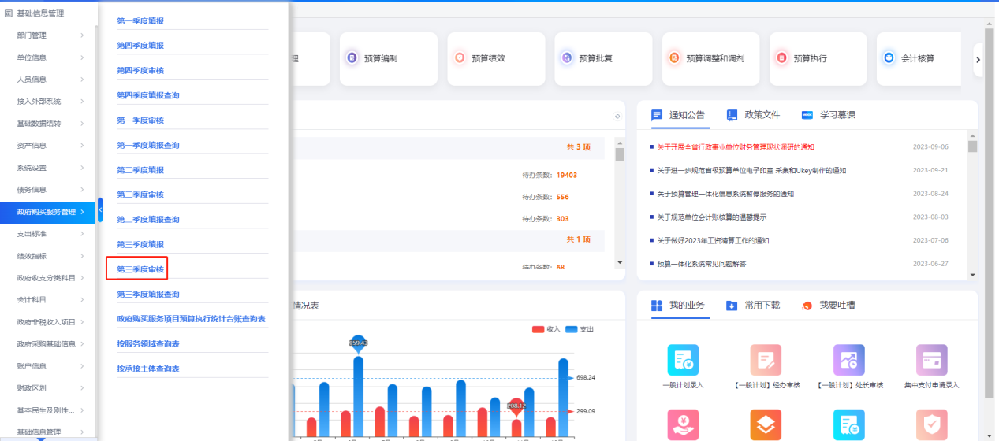 基础信息管理
部门管理
单位信息
人员信息
接入外部系统
基础数据结转
资产信息
系统设置
债务信息
政府购买服务管理
支出标准
绩效指标
政府收支分类科目
会计科目
政府非税收入项目
政府采购基础信息
账户信息
财政区划
基本民生及刚性...
基础信息管理
第一季度填报
第四季度填报
第四季度审核
第四季度填报查询
第一季度审核
第一季度填报查询
第二季度填报
第二季度审核
第二季度填报查询
第三季度填报
第三季度审核
第三季度填报查询
政府购买服务项目预算执行统计台账查询表
按服务领域查询表
按承接主体查询表
预算编制
预算绩效
预算批复
预算调整和调剂
预算执行
会计核算
共 3 项
待办条数：19403
待办条数：556
待办条数：303
共 1 项
待办条数：68
通知公告
政策文件
学习慕课
关于开展全省行政事业单位财务管理现状调研的通知 2023-09-06
关于进一步规范省级预算单位电子印章 采集和Ukey制作的通知 2023-09-21
关于预算管理一体化信息系统暂停服务的通知 2023-08-24
关于规范单位会计账核算的温馨提示 2023-08-03
关于做好2023年工资清算工作的通知 2023-07-06
预算一体化系统常见问题解答 2023-06-27
情况表
收入 支出
959.43
698.24
208.12
299.09
我的业务
常用下载
我要吐槽
一般计划录入
【一般计划】经办审核
【一般计划】处长审核
集中支付申请录入